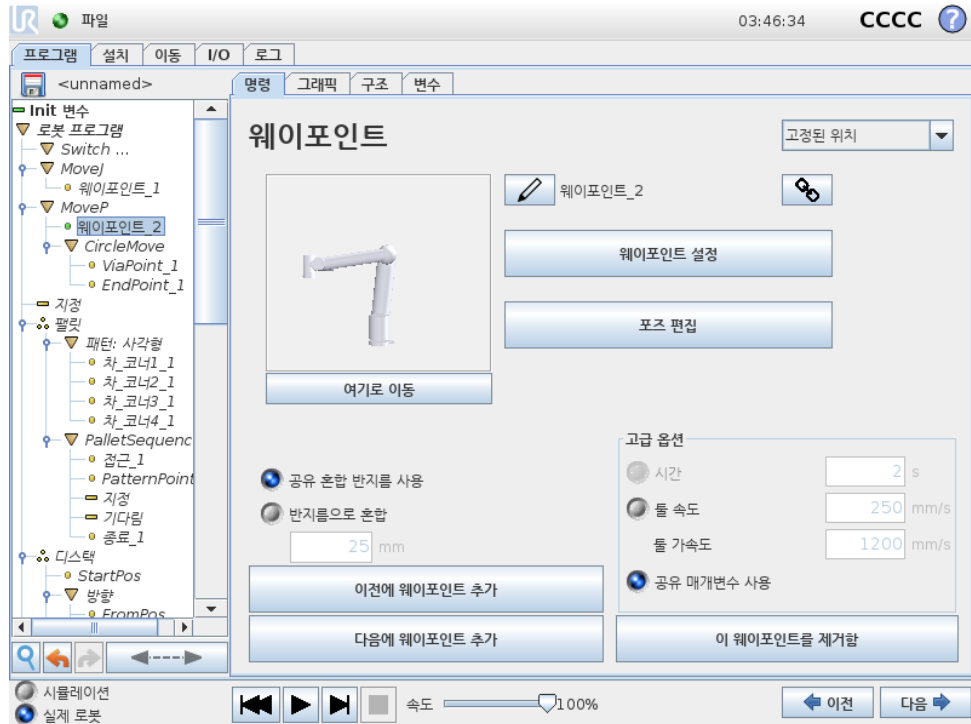 UR 파일 03:46:34 CCCC ?
프로그램 설치 이동 I/O 로그
<unnamed>
명령 그래픽 구조 변수
Init 변수
로봇 프로그램
Switch ...
MoveJ
웨이포인트_1
MoveP
웨이포인트_2
CircleMove
ViaPoint_1
EndPoint_1
지정
팰릿
패턴: 사각형
차_코너1_1
차_코너2_1
차_코너3_1
차_코너4_1
PalletSequenc
접근_1
PatternPoint
지정
기다림
종료_1
디스택
StartPos
방향
FromPos
웨이포인트
고정된 위치
웨이포인트_2
웨이포인트 설정
포즈 편집
여기로 이동
공유 혼합 반지름 사용
반지름으로 혼합
25 mm
고급 옵션
시간 2 s
툴 속도 250 mm/s
툴 가속도 1200 mm/s
공유 매개변수 사용
이전에 웨이포인트 추가
다음에 웨이포인트 추가
이 웨이포인트를 제거함
시뮬레이션
실제 로봇
속도 100%
이전 다음